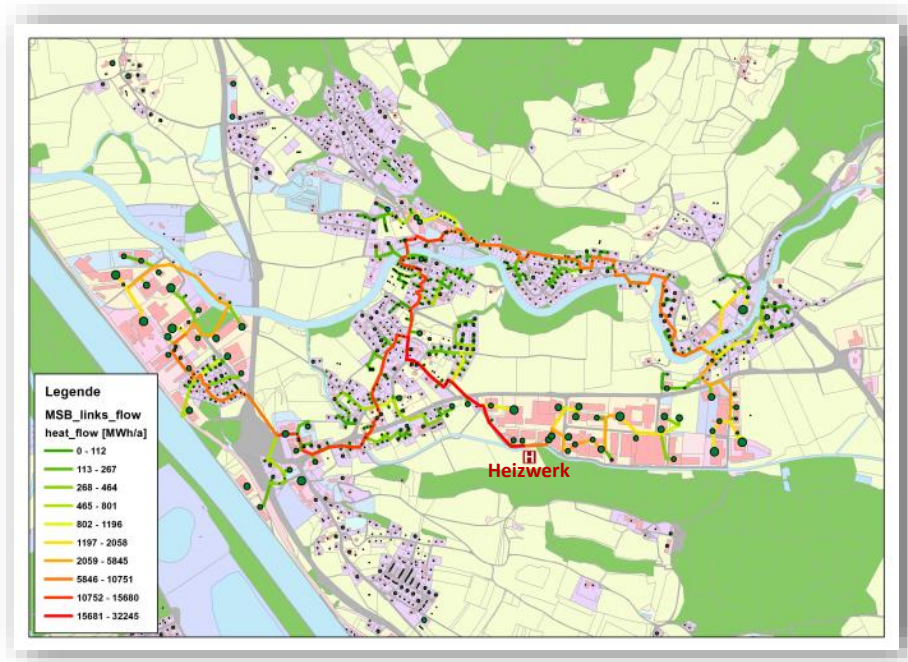 H
Heizwerk
Legende
MSB_links_flow
heat_flow [MWh/a]
0 - 112
113 - 267
268 - 464
465 - 801
802 - 1196
1197 - 2058
2059 - 5845
5846 - 10751
10752 - 15680
15681 - 32245